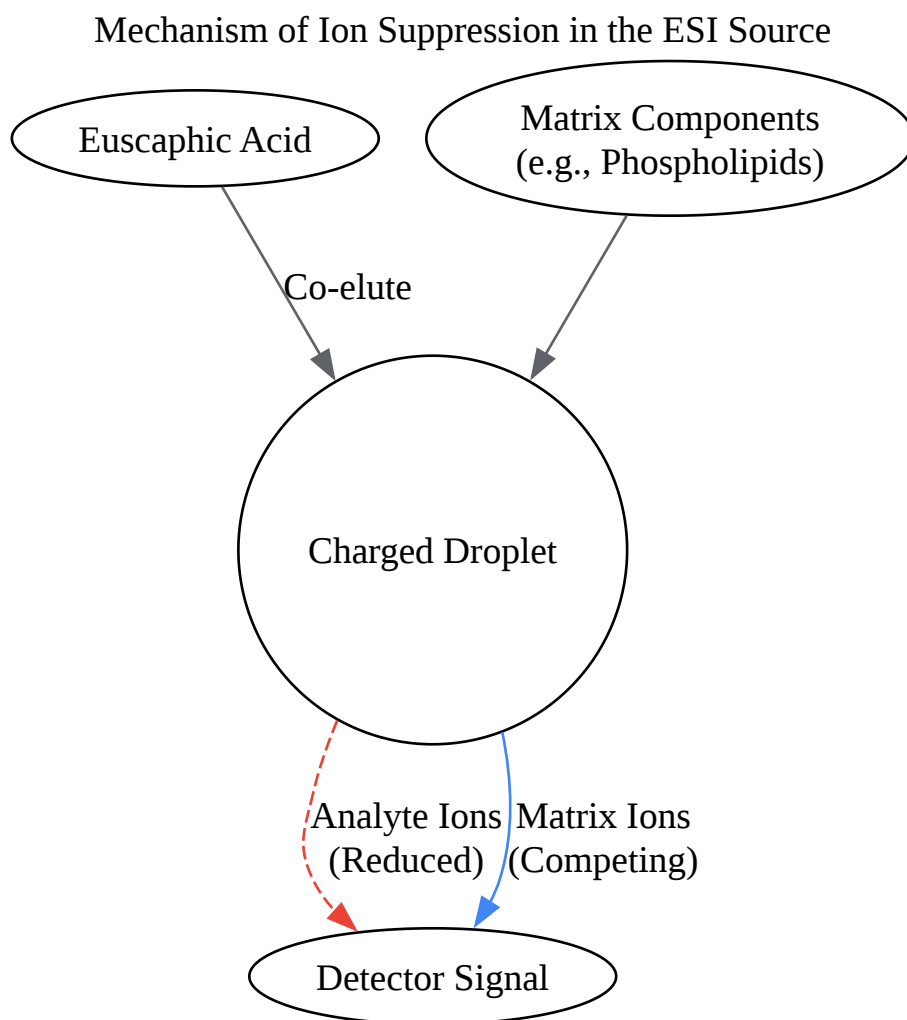 Mechanism of Ion Suppression in the ESI Source
Euscaphic Acid
Matrix Components
(e.g., Phospholipids)
Co-elute
Charged Droplet
Analyte Ions
(Reduced)
Matrix Ions
(Competing)
Detector Signal